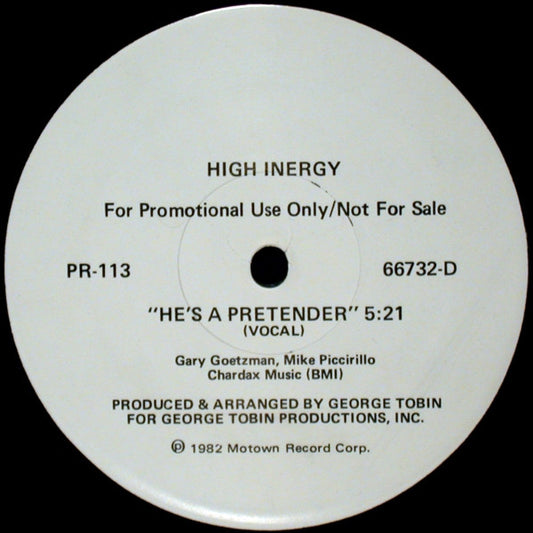 HIGH INERGY
For Promotional Use Only/Not For Sale
PR-113
66732-D
"HE'S A PRETENDER" 5:21
(VOCAL)
Gary Goetzman, Mike Piccirillo
Chardax Music (BMI)
PRODUCED & ARRANGED BY GEORGE TOBIN
FOR GEORGE TOBIN PRODUCTIONS, INC.
℗ 1982 Motown Record Corp.